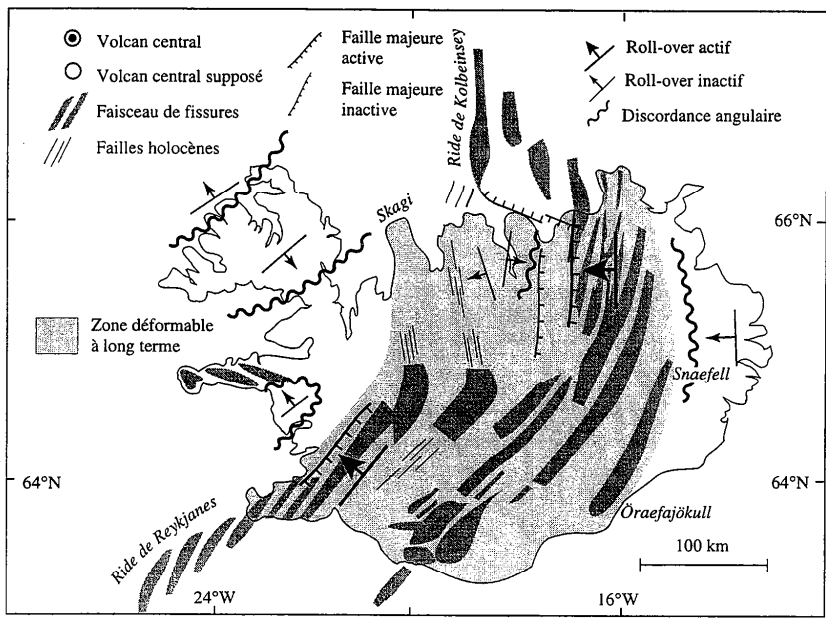 Volcan central
Volcan central supposé
Faisceau de fissures
Failles holocènes
Faille majeure
active
Faille majeure
inactive
Ride de Kolbeinsey
Roll-over actif
Roll-over inactif
Discordance angulaire
Skagi
66°N
Zone déformable
à long terme
Snaefell
64°N
64°N
Öraefajökull
Ride de Reykjanes
100 km
24°W
16°W